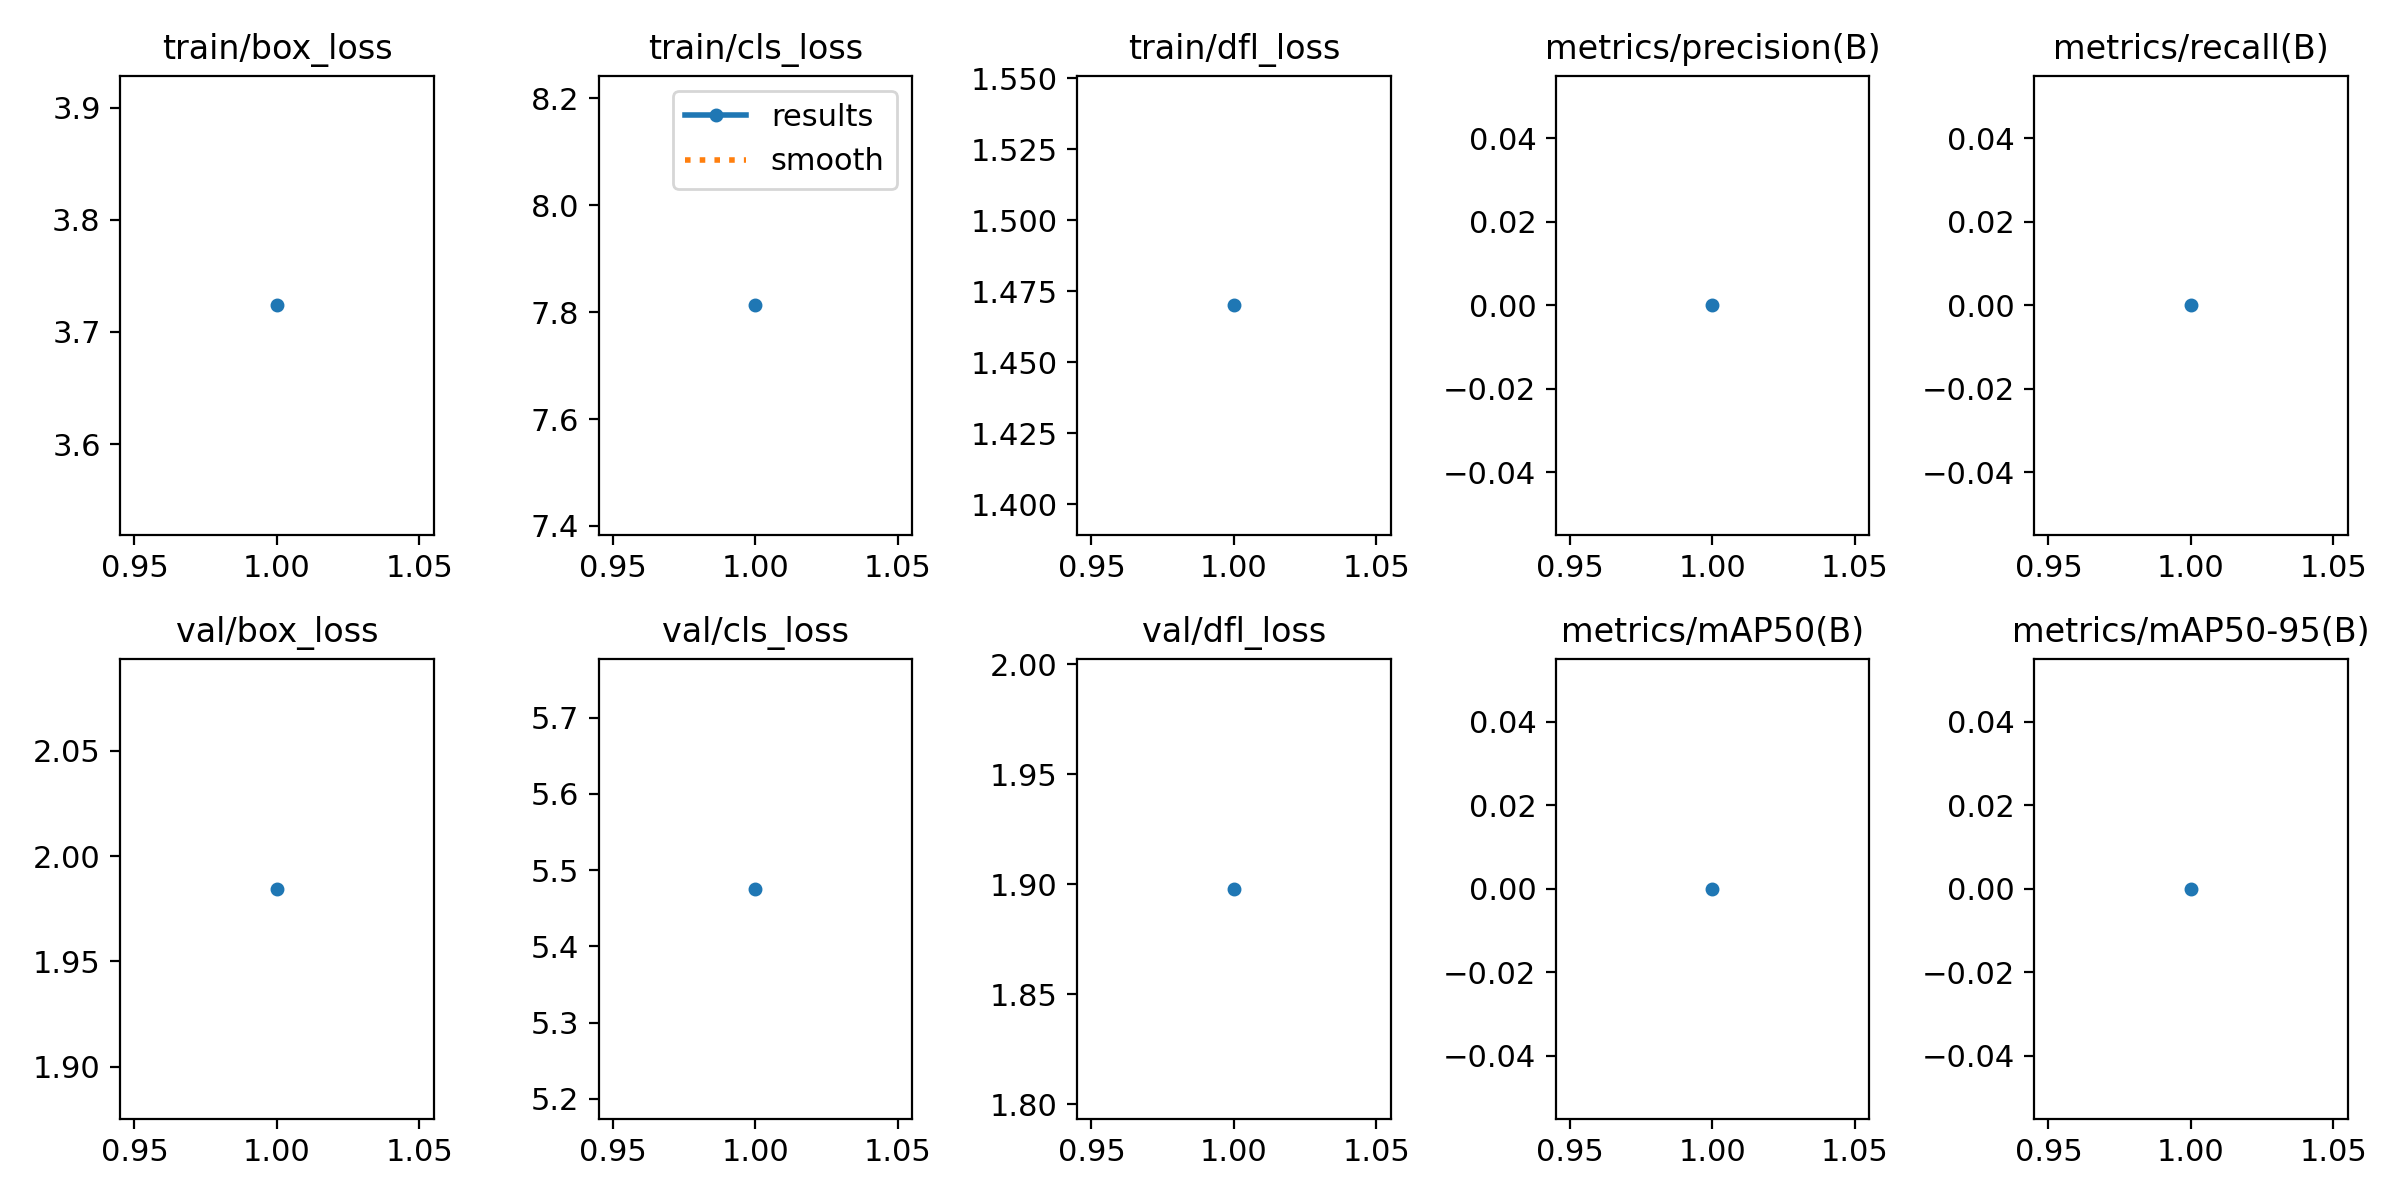 train/box_loss
3.9
3.8
3.7
3.6
0.95 1.00 1.05
train/cls_loss
results
smooth
8.2
8.0
7.8
7.6
7.4
0.95 1.00 1.05
train/dfl_loss
1.550
1.525
1.500
1.475
1.450
1.425
1.400
0.95 1.00 1.05
metrics/precision(B)
0.04
0.02
0.00
−0.02
−0.04
0.95 1.00 1.05
metrics/recall(B)
0.04
0.02
0.00
−0.02
−0.04
0.95 1.00 1.05
val/box_loss
2.05
2.00
1.95
1.90
0.95 1.00 1.05
val/cls_loss
5.7
5.6
5.5
5.4
5.3
5.2
0.95 1.00 1.05
val/dfl_loss
2.00
1.95
1.90
1.85
1.80
0.95 1.00 1.05
metrics/mAP50(B)
0.04
0.02
0.00
−0.02
−0.04
0.95 1.00 1.05
metrics/mAP50-95(B)
0.04
0.02
0.00
−0.02
−0.04
0.95 1.00 1.05